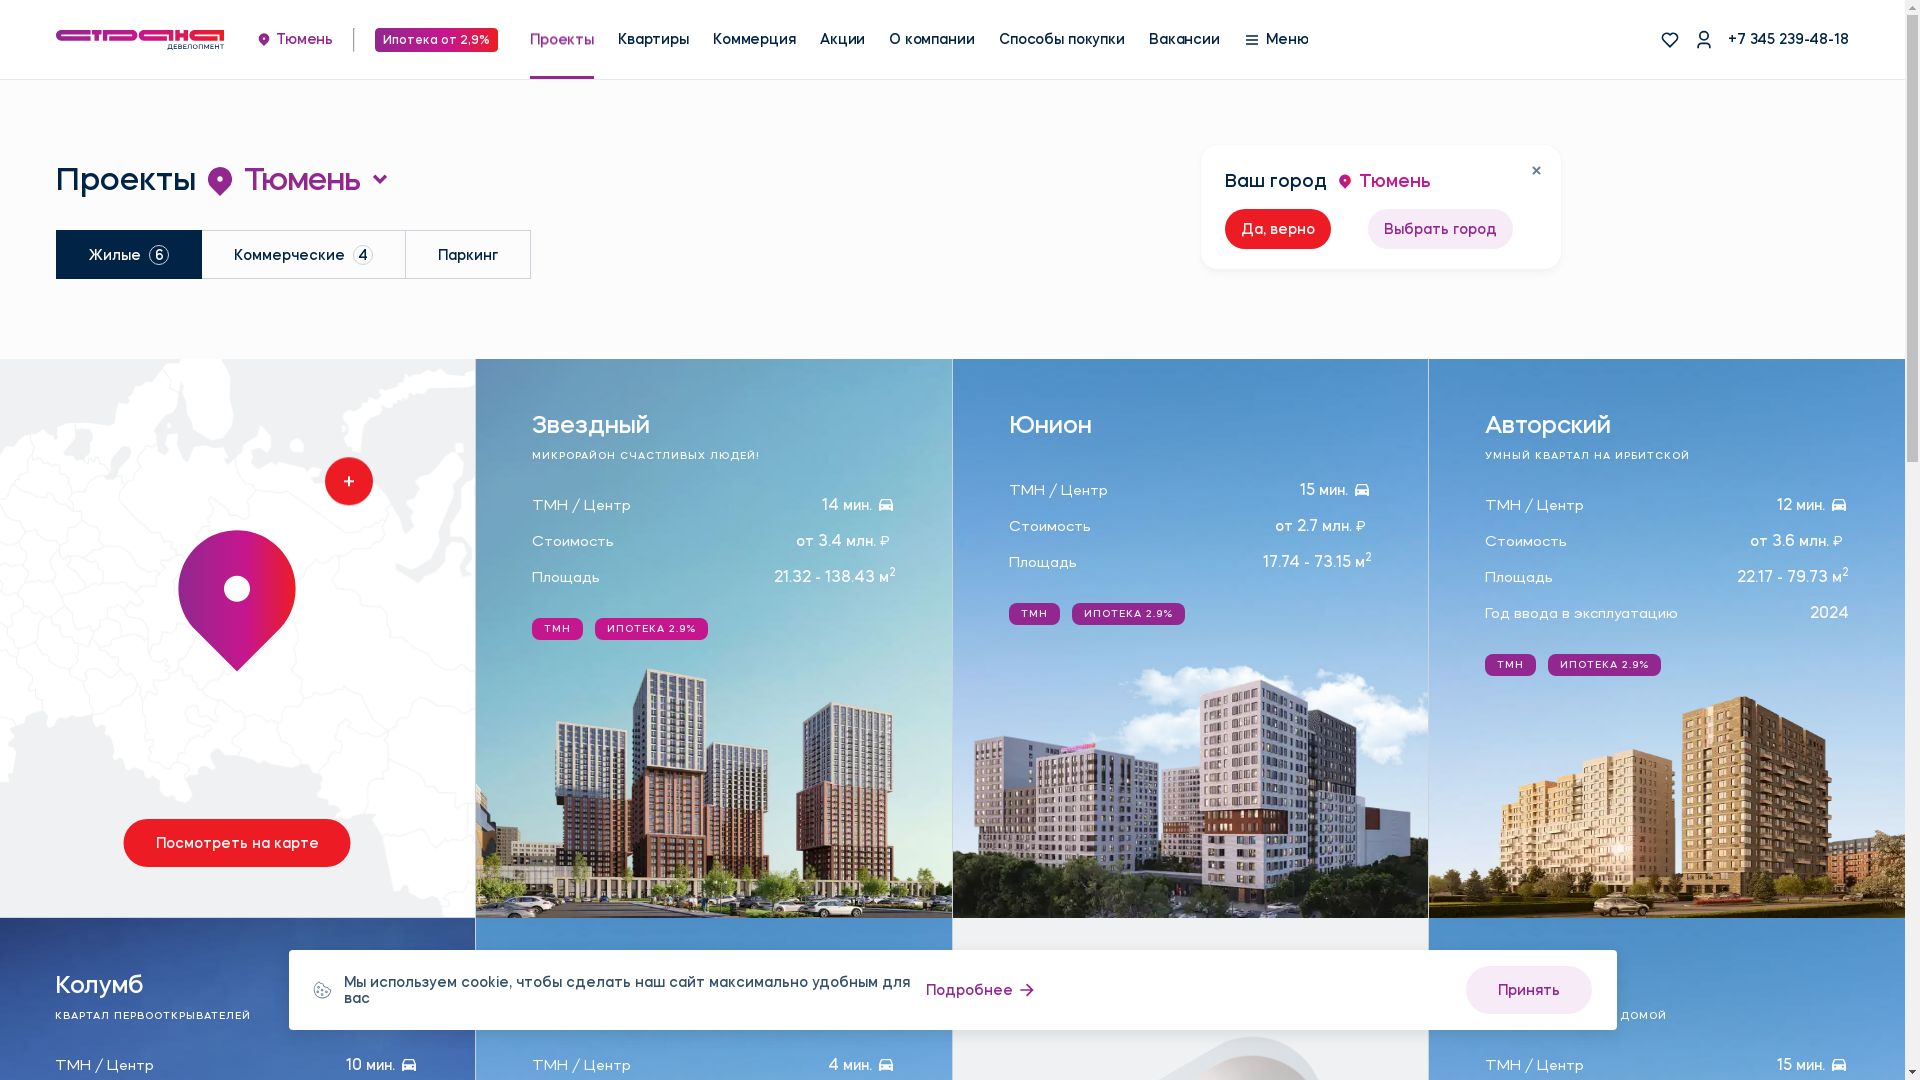 страна
ДЕВЕЛОПМЕНТ
Тюмень
Ипотека от 2,9%
Проекты
Квартиры
Коммерция
Акции
О компании
Способы покупки
Вакансии
Меню
+7 345 239-48-18
Проекты Тюмень
Ваш город Тюмень
Да, верно
Выбрать город
Жилые 6
Коммерческие 4
Паркинг
Посмотреть на карте
Звездный
МИКРОРАЙОН СЧАСТЛИВЫХ ЛЮДЕЙ!
ТМН / Центр 14 мин.
Стоимость от 3.4 млн. ₽
Площадь 21.32 - 138.43 м²
ТМН ИПОТЕКА 2.9%
Юнион
ТМН / Центр 15 мин.
Стоимость от 2.7 млн. ₽
Площадь 17.74 - 73.15 м²
ТМН ИПОТЕКА 2.9%
Авторский
УМНЫЙ КВАРТАЛ НА ИРБИТСКОЙ
ТМН / Центр 12 мин.
Стоимость от 3.6 млн. ₽
Площадь 22.17 - 79.73 м²
Год ввода в эксплуатацию 2024
ТМН ИПОТЕКА 2.9%
Колумб
КВАРТАЛ ПЕРВООТКРЫВАТЕЛЕЙ
ТМН / Центр 10 мин.
ТМН / Центр 4 мин.
ДОМОЙ
ТМН / Центр 15 мин.
Мы используем cookie, чтобы сделать наш сайт максимально удобным для
вас
Подробнее
Принять